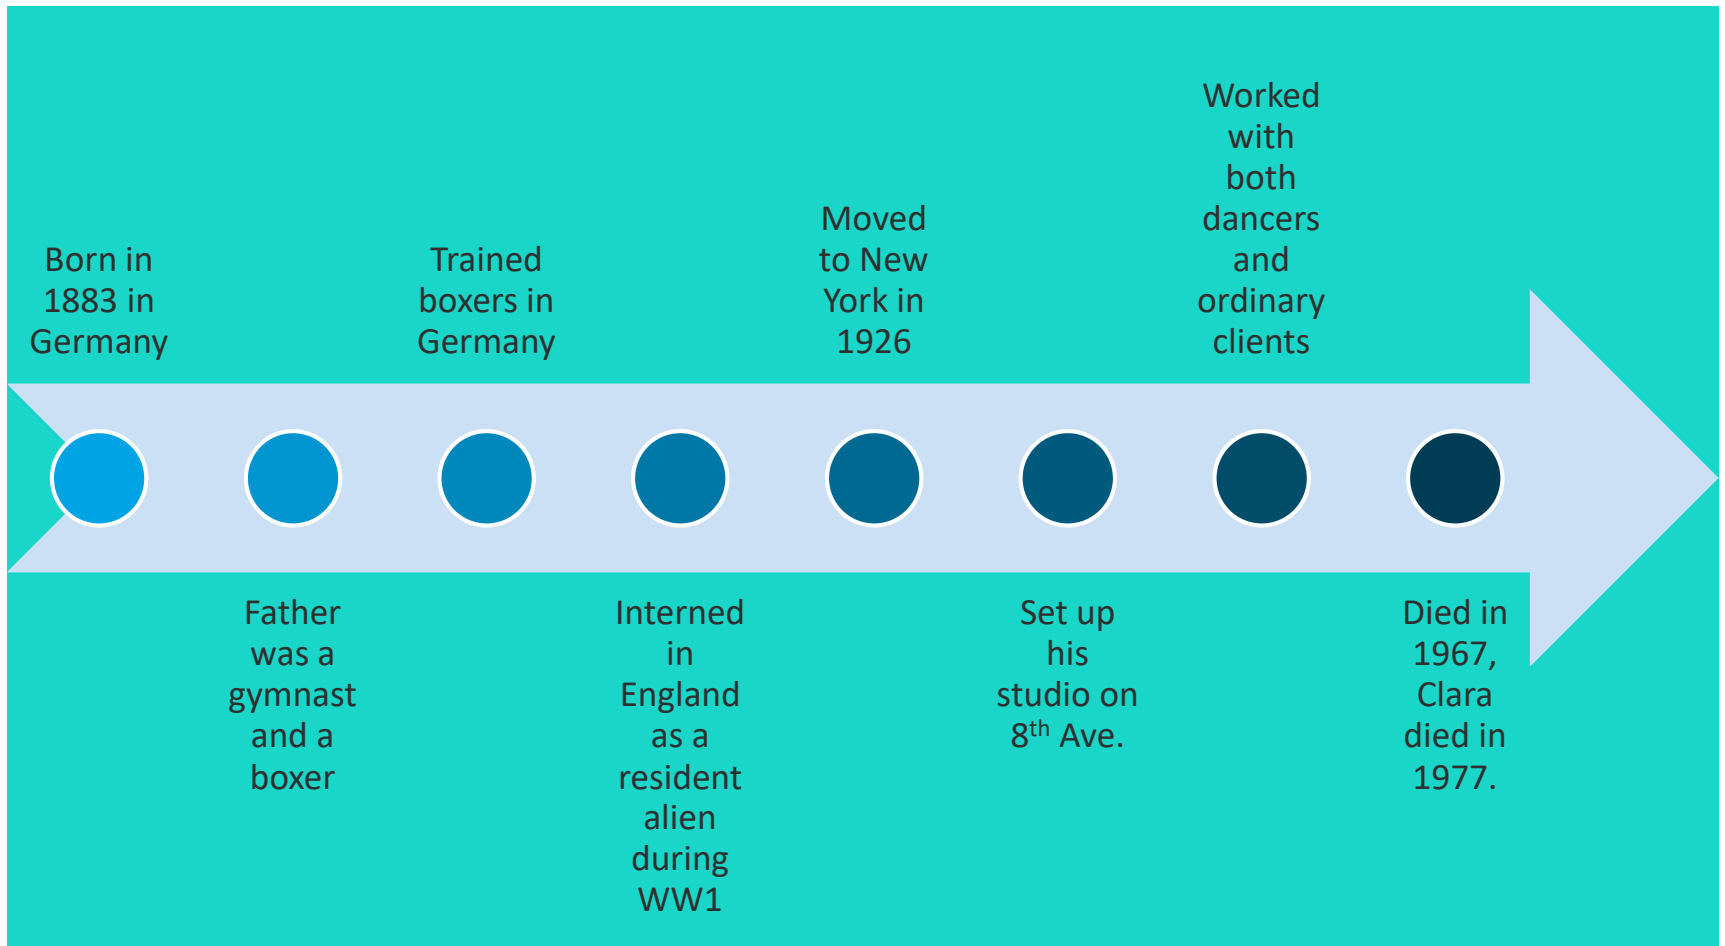 Born in
1883 in
Germany
Father
was a
gymnast
and a
boxer
Trained
boxers in
Germany
Interned
in
England
as a
resident
alien
during
WW1
Moved
to New
York in
1926
Set up
his
studio on
8th Ave.
Worked
with
both
dancers
and
ordinary
clients
Died in
1967,
Clara
died in
1977.